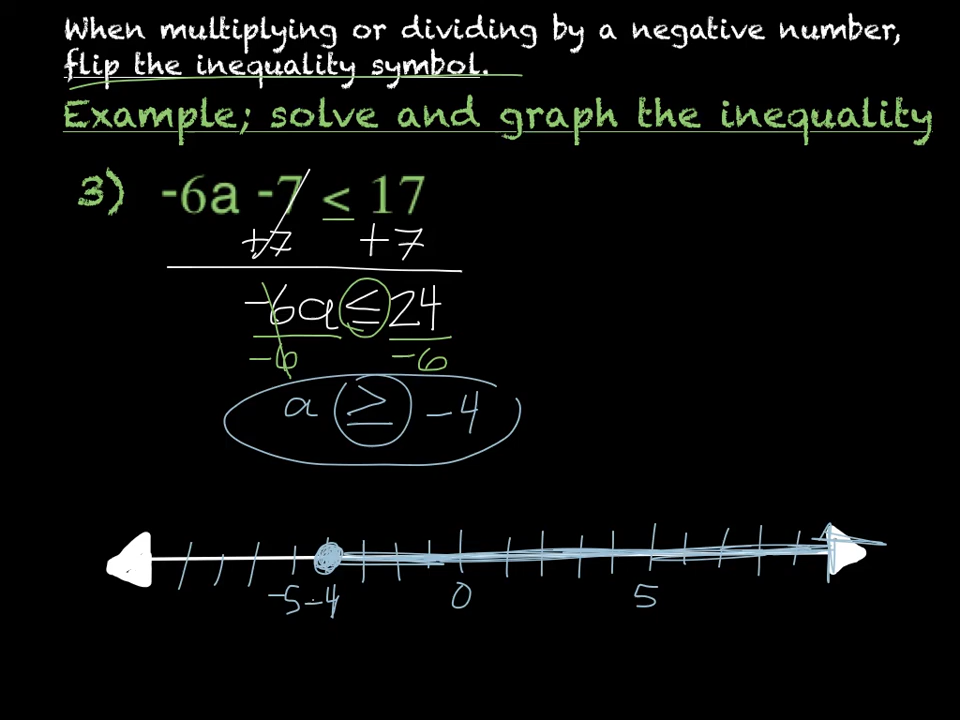 When multiplying or dividing by a negative number,
flip the inequality symbol.
Example; solve and graph the inequality
3) -6a -7 ≤ 17
+7 +7
-6a ≤ 24
-6 -6
a ≥ -4
-5 -4 0 5